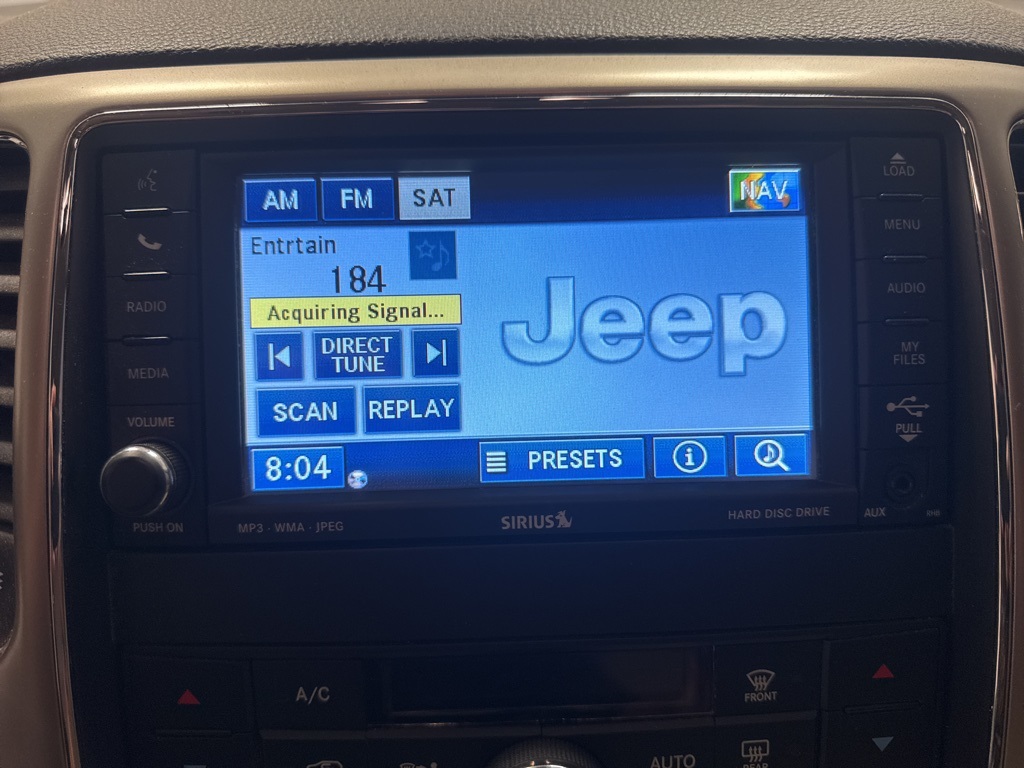 AM FM SAT NAV
LOAD
MENU
Entrtain
184
Jeep
AUDIO
RADIO
Acquiring Signal...
DIRECT
TUNE
MY
FILES
MEDIA
SCAN REPLAY
VOLUME
PULL
8:04 PRESETS i
PUSH ON
MP3 - WMA - JPEG
SIRIUS
HARD DISC DRIVE
AUX
RHB
A/C
FRONT
AUTO
REAR